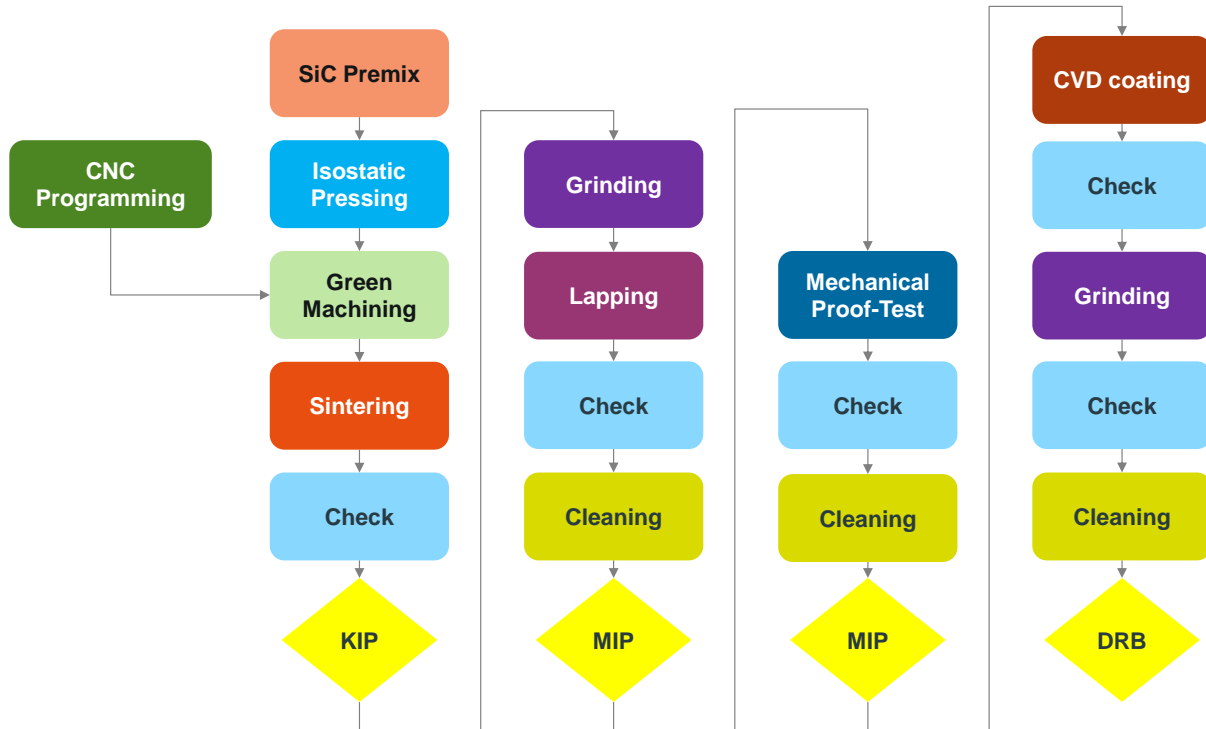 SiC Premix
CNC
Programming
Isostatic
Pressing
Green
Machining
Sintering
Check
KIP
Grinding
Lapping
Check
Cleaning
MIP
Mechanical
Proof-Test
Check
Cleaning
MIP
CVD coating
Check
Grinding
Check
Cleaning
DRB